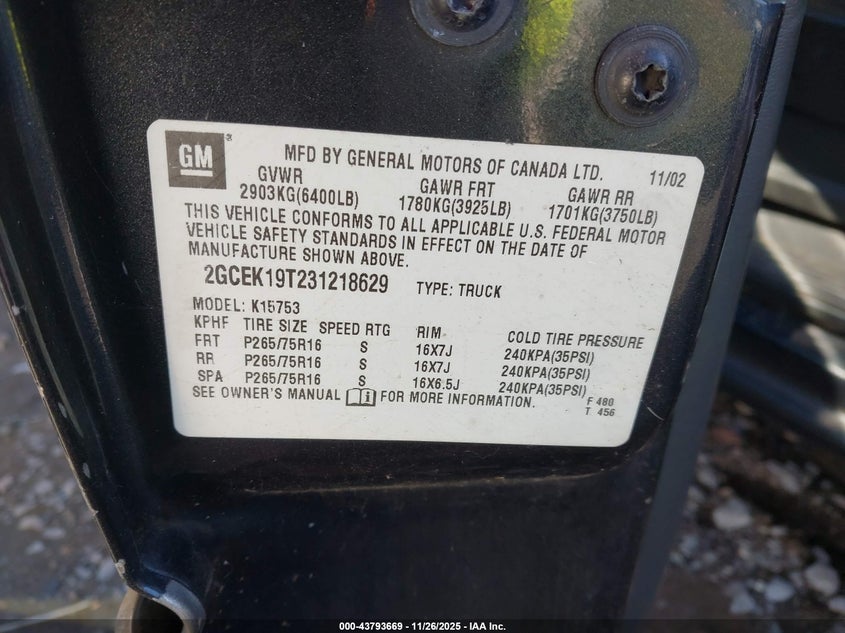 GM® MFD BY GENERAL MOTORS OF CANADA LTD. 11/02
GVWR GAWR FRT GAWR RR
2903KG(6400LB) 1780KG(3925LB) 1701KG(3750LB)
THIS VEHICLE CONFORMS TO ALL APPLICABLE U.S. FEDERAL MOTOR
VEHICLE SAFETY STANDARDS IN EFFECT ON THE DATE OF
MANUFACTURE SHOWN ABOVE.
2GCEK19T231218629 TYPE: TRUCK
MODEL: K15753
KPHF TIRE SIZE SPEED RTG RIM COLD TIRE PRESSURE
FRT P265/75R16 S 16X7J 240KPA(35PSI)
RR P265/75R16 S 16X7J 240KPA(35PSI)
SPA P265/75R16 S 16X6.5J 240KPA(35PSI)
SEE OWNER'S MANUAL FOR MORE INFORMATION.
F 480
T 456
000-43793669 | 11/26/2025 | IAA Inc.